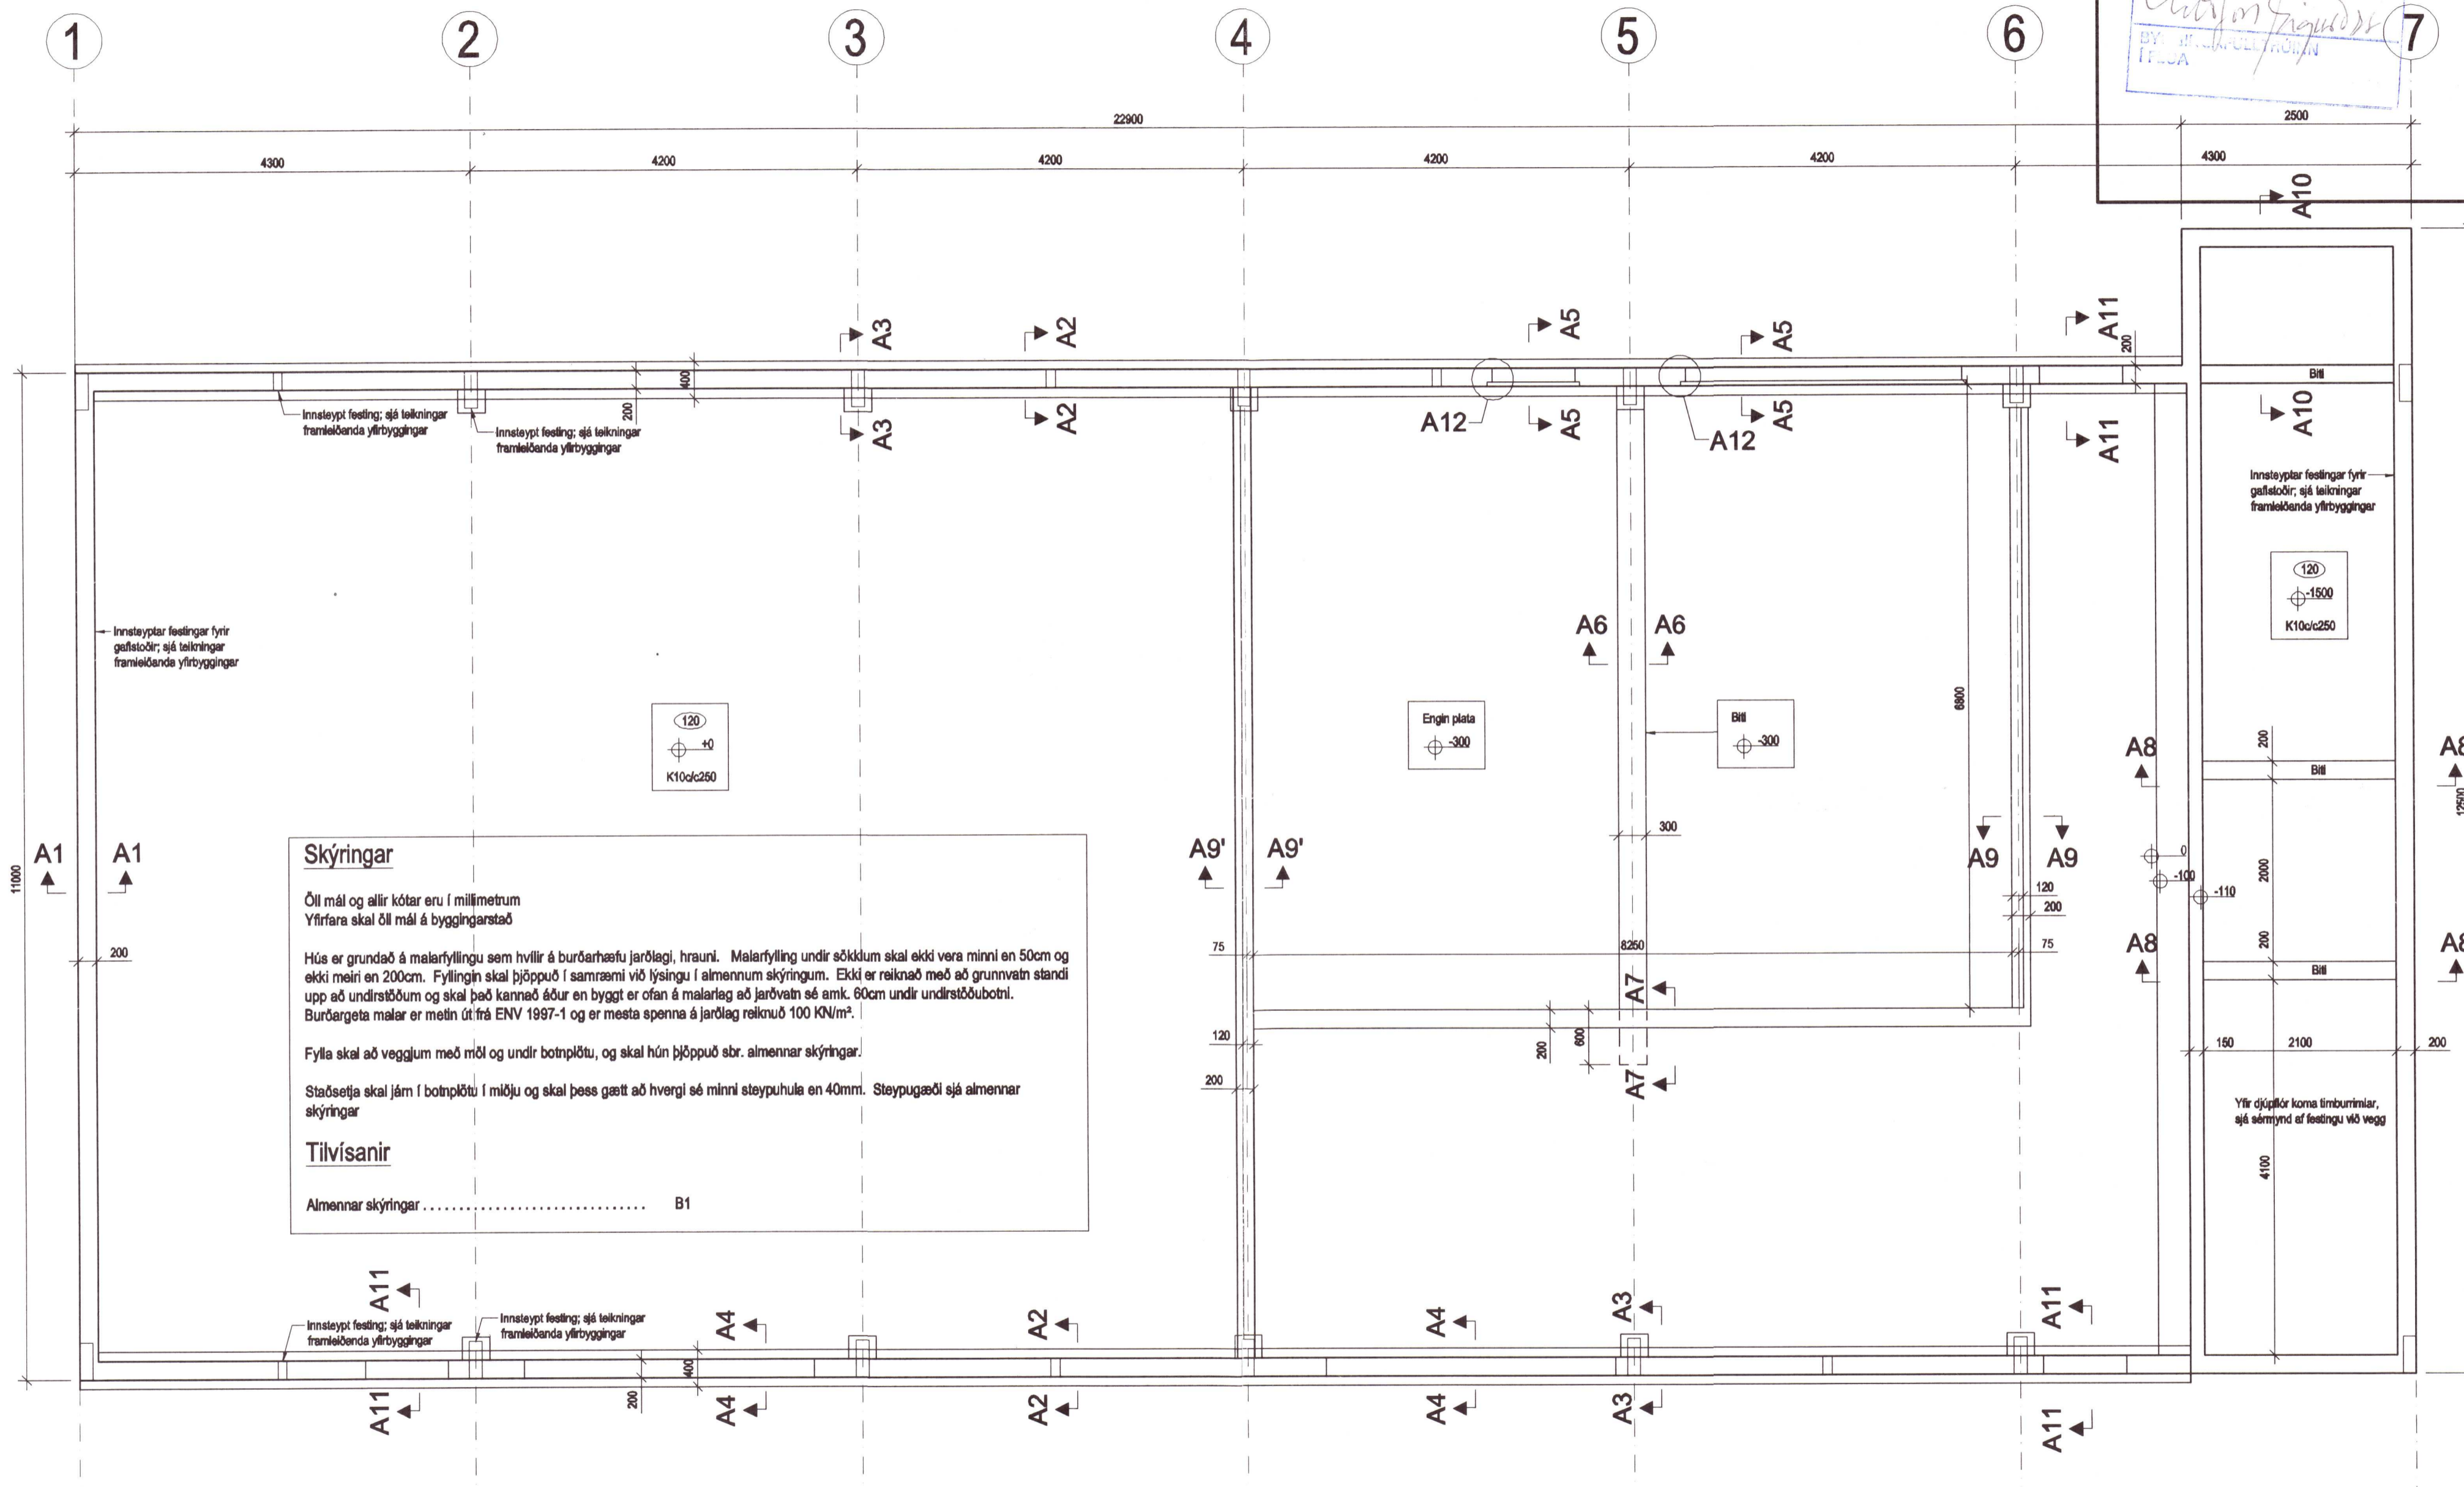 1
2
3
4
5
6
7
22900
2500
4300
4200
4200
4200
4200
4300
A10
A3
A2
A5
A5
A11
200
400
200
Innsteypt festing; sjá teikningar
framleiðanda yfirbyggingar
Innsteypt festing; sjá teikningar
framleiðanda yfirbyggingar
A3
A2
A12
A5
A12
A5
A11
Biti
A10
Innsteyptar festingar fyrir
gaflstoðir; sjá teikningar
framleiðanda yfirbyggingar
120
-1500
K10c/c250
Innsteyptar festingar fyrir
gaflstoðir; sjá teikningar
framleiðanda yfirbyggingar
A6
A6
120
+0
K10c/c250
Engin plata
-300
Biti
-300
6800
A8
200
Biti
A8
12500
11000
A1
A1
200
A9'
A9'
300
A9
A9
120
200
0
-100
-110
2000
75
8250
75
A8
200
Biti
A8
A7
120
200
600
200
A7
150
2100
200
Yfir djúpflór koma timburrimlar,
sjá sérmynd af festingu við vegg
4100
Skýringar
Öll mál og allir kótar eru í millimetrum
Yfirfara skal öll mál á byggingarstað
Hús er grundað á malarfyllingu sem hvílir á burðarhæfu jarðlagi, hrauni. Malarfylling undir sökklum skal ekki vera minni en 50cm og
ekki meiri en 200cm. Fyllingin skal þjöppuð í samræmi við lýsingu í almennum skýringum. Ekki er reiknað með að grunnvatn standi
upp að undirstöðum og skal það kannað áður en byggt er ofan á malarlag að jarðvatn sé amk. 60cm undir undirstöðubotni.
Burðargeta malar er metin út frá ENV 1997-1 og er mesta spenna á jarðlag reiknuð 100 KN/m².
Fylla skal að veggjum með möl og undir botnplötu, og skal hún þjöppuð sbr. almennar skýringar.
Staðsetja skal járn í botnplötu í miðju og skal þess gætt að hvergi sé minni steypuhula en 40mm. Steypugæði sjá almennar
skýringar
Tilvísanir
Almennar skýringar ................................ B1
A11
Innsteypt festing; sjá teikningar
framleiðanda yfirbyggingar
Innsteypt festing; sjá teikningar
framleiðanda yfirbyggingar
A4
A2
A4
A3
A11
400
200
A11
A4
A2
A4
A3
A11